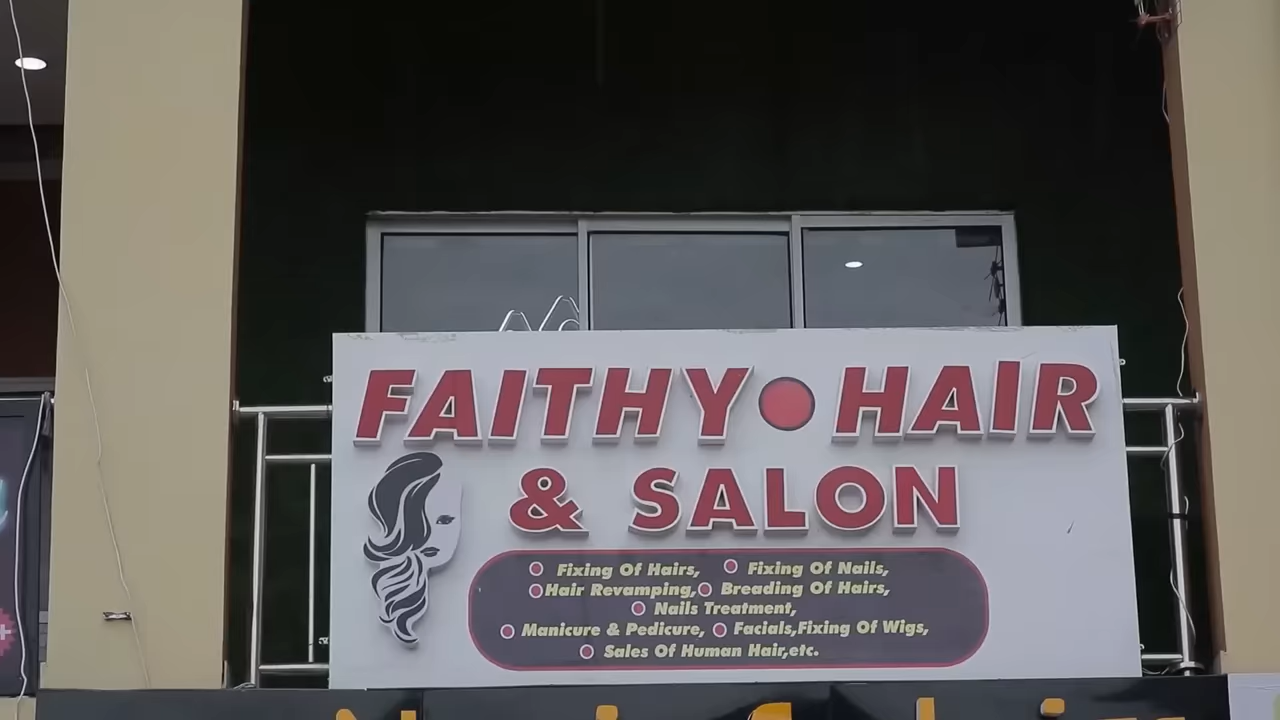 FAITHY HAIR
& SALON
Fixing Of Hairs, Fixing Of Nails,
Hair Revamping, Breading Of Hairs,
Nails Treatment,
Manicure & Pedicure, Facials,Fixing Of Wigs,
Sales Of Human Hair,etc.